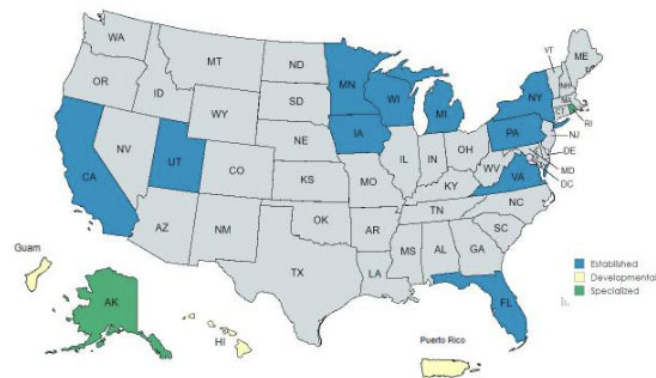 WA
MT
ND
MN
VT
ME
OR
ID
SD
WI
MI
NY
NH
MA
CT
RI
WY
IA
PA
NJ
NE
NV
UT
IL
IN
OH
DE
CA
CO
WV
MD
VA
DC
KS
MO
KY
NC
TN
AZ
NM
OK
AR
SC
MS
AL
GA
Guam
TX
LA
Established
Developmental
Specialized
AK
FL
HI
Puerto Rico